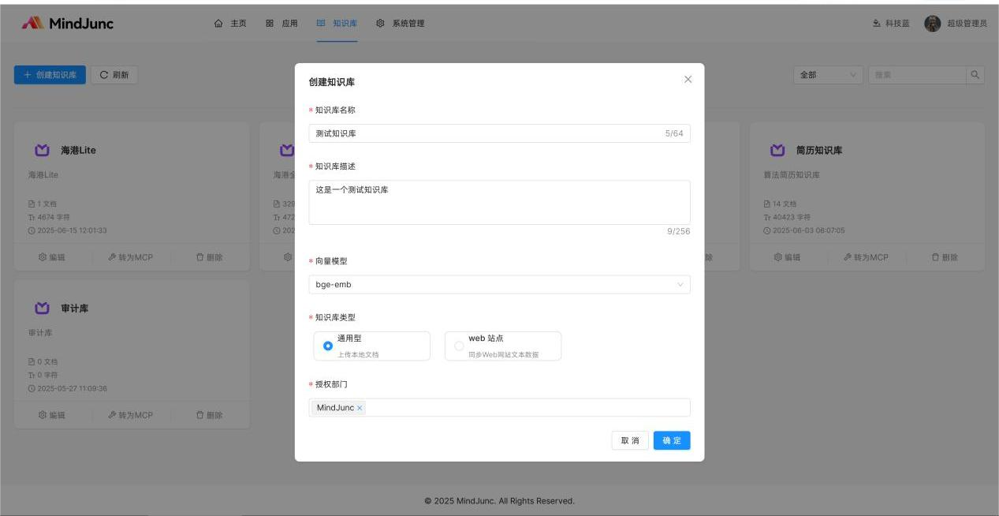 MindJunc
主页 应用 知识库 系统管理 科技蓝 超级管理员
+ 创建知识库 刷新 全部 搜索
创建知识库
* 知识库名称
测试知识库 5/64
* 知识库描述
这是一个测试知识库
9/256
* 向量模型
bge-emb
* 知识库类型
通用型
上传本地文档
web 站点
同步Web网站文本数据
* 授权部门
MindJunc ×
取 消 确 定
海港Lite
海港Lite
1 文档
4674 字符
2025-06-15 12:01:33
编辑 转为MCP 删除
海港全
329
472
202
除
简历知识库
算法简历知识库
14 文档
40423 字符
2025-06-03 06:07:05
编辑 转为MCP 删除
审计库
审计库
0 文档
0 字符
2025-05-27 11:09:36
编辑 转为MCP 删除
© 2025 MindJunc. All Rights Reserved.